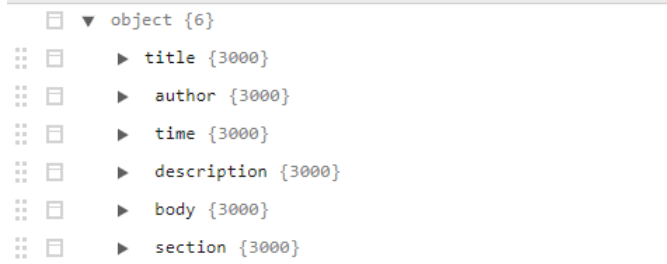 object {6}
title {3000}
author {3000}
time {3000}
description {3000}
body {3000}
section {3000}